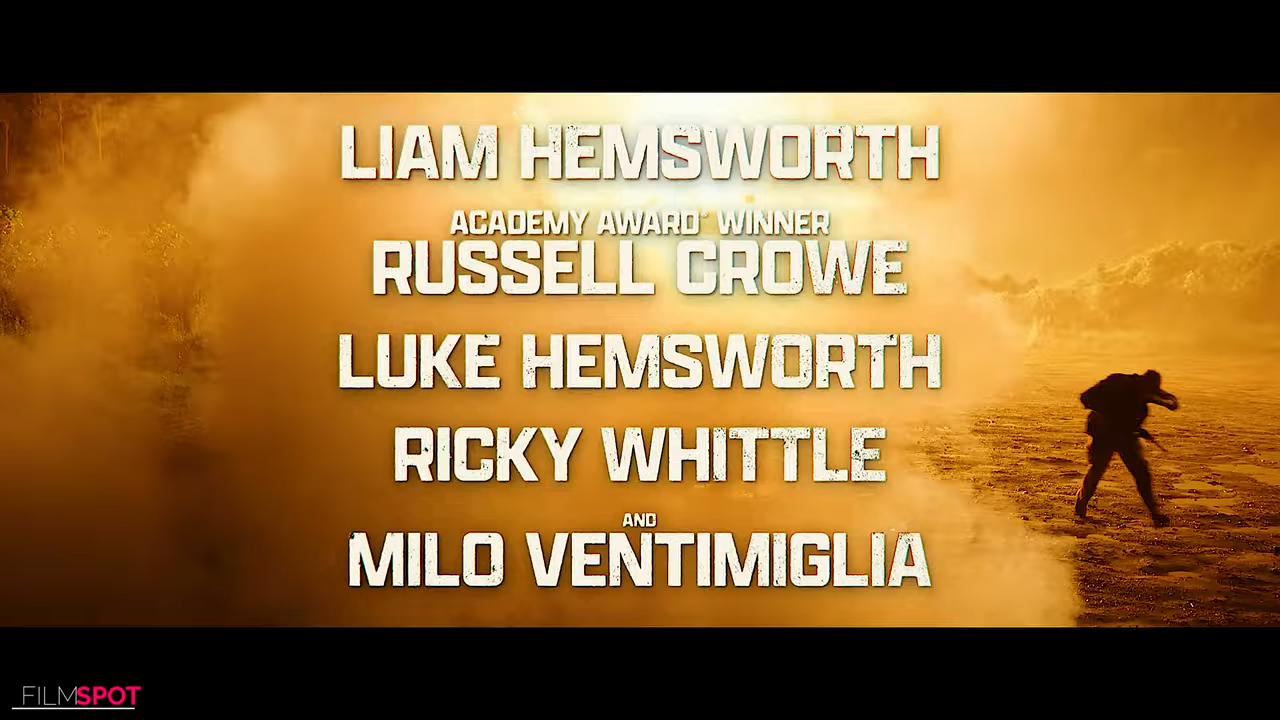 LIAM HEMSWORTH
ACADEMY AWARD® WINNER
RUSSELL CROWE
LUKE HEMSWORTH
RICKY WHITTLE
AND
MILO VENTIMIGLIA
FILMSPOT